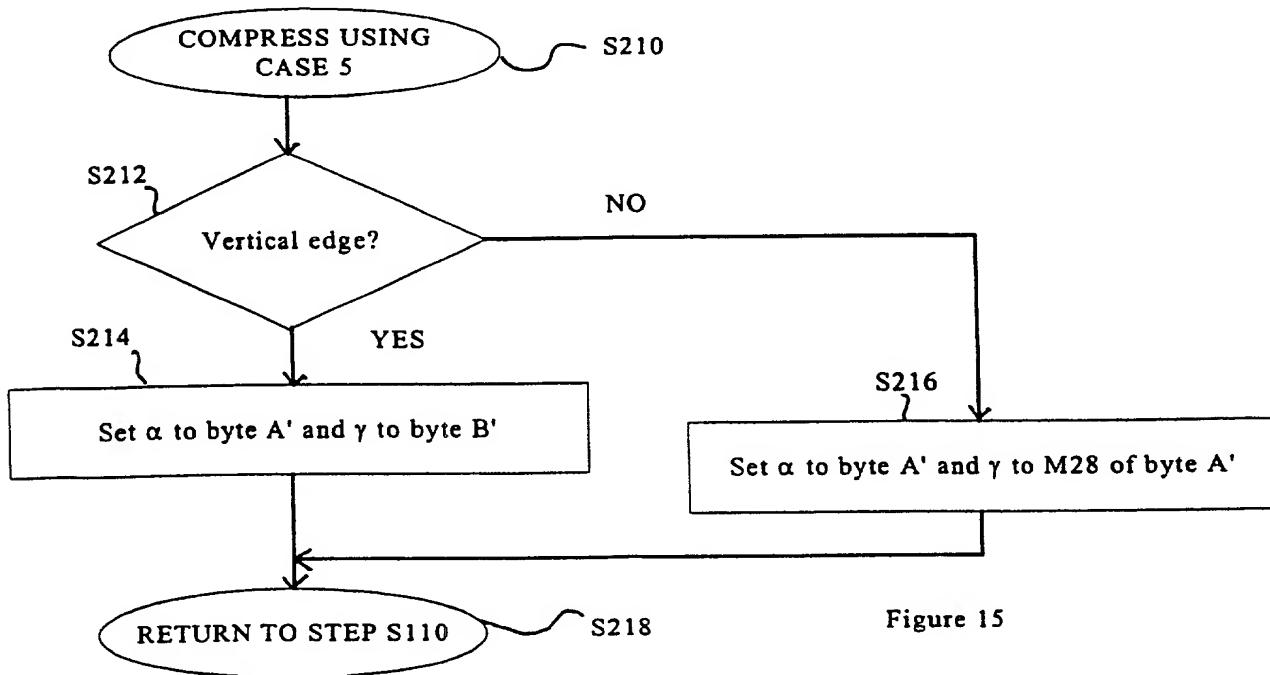 COMPRESS USING
CASE 5
S210
S212
Vertical edge?
NO
S214
YES
S216
Set α to byte A' and γ to byte B'
Set α to byte A' and γ to M28 of byte A'
RETURN TO STEP S110
S218
Figure 15